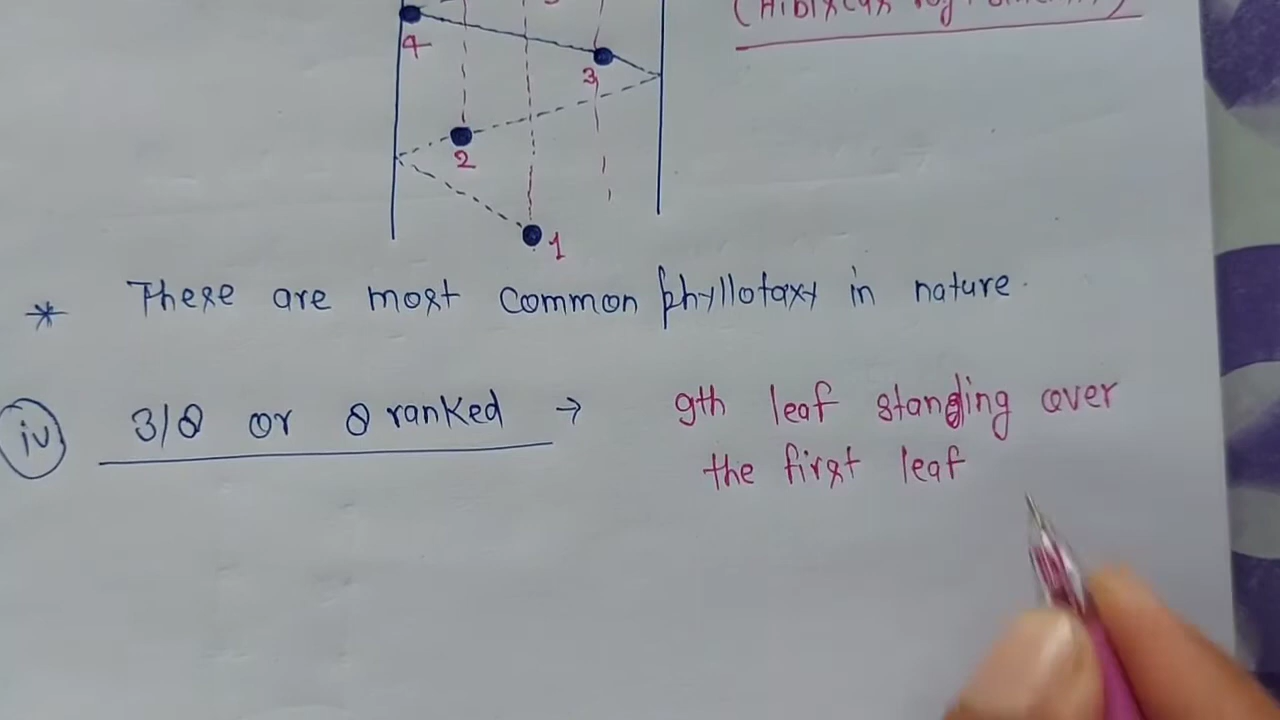 4
3
2
1
* These are most common phyllotaxy in nature.
iv 3/8 or 8 ranked → 9th leaf standing over
the first leaf